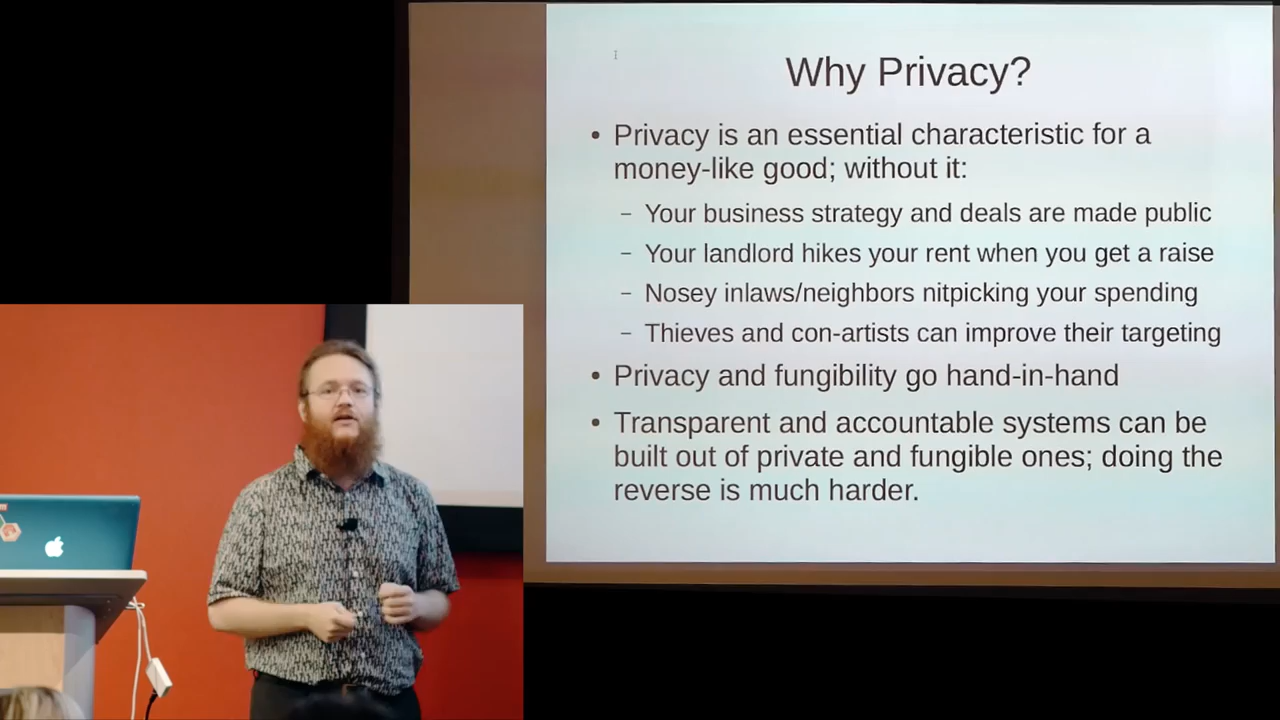 Why Privacy?
• Privacy is an essential characteristic for a
money-like good; without it:
– Your business strategy and deals are made public
– Your landlord hikes your rent when you get a raise
– Nosey inlaws/neighbors nitpicking your spending
– Thieves and con-artists can improve their targeting
• Privacy and fungibility go hand-in-hand
• Transparent and accountable systems can be
built out of private and fungible ones; doing the
reverse is much harder.